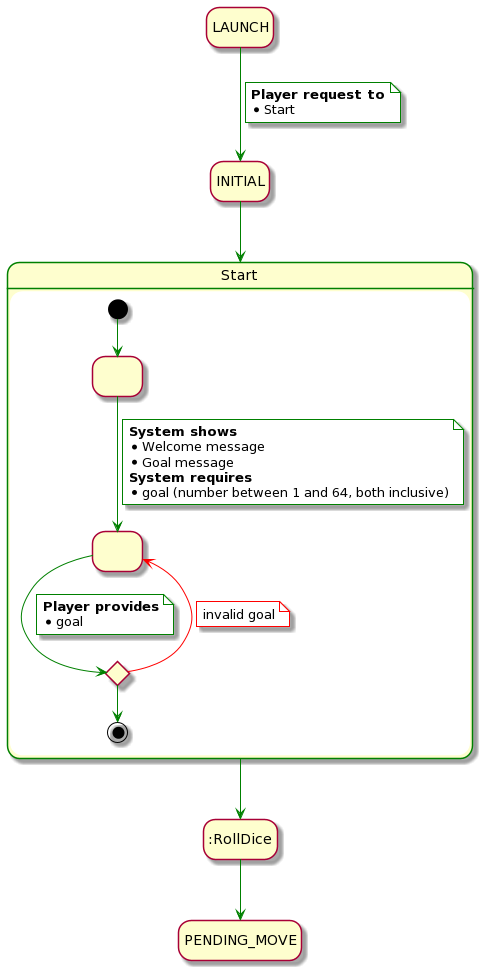 LAUNCH
Player request to
• Start
INITIAL
Start
System shows
• Welcome message
• Goal message
System requires
• goal (number between 1 and 64, both inclusive)
Player provides
• goal
invalid goal
:RollDice
PENDING_MOVE